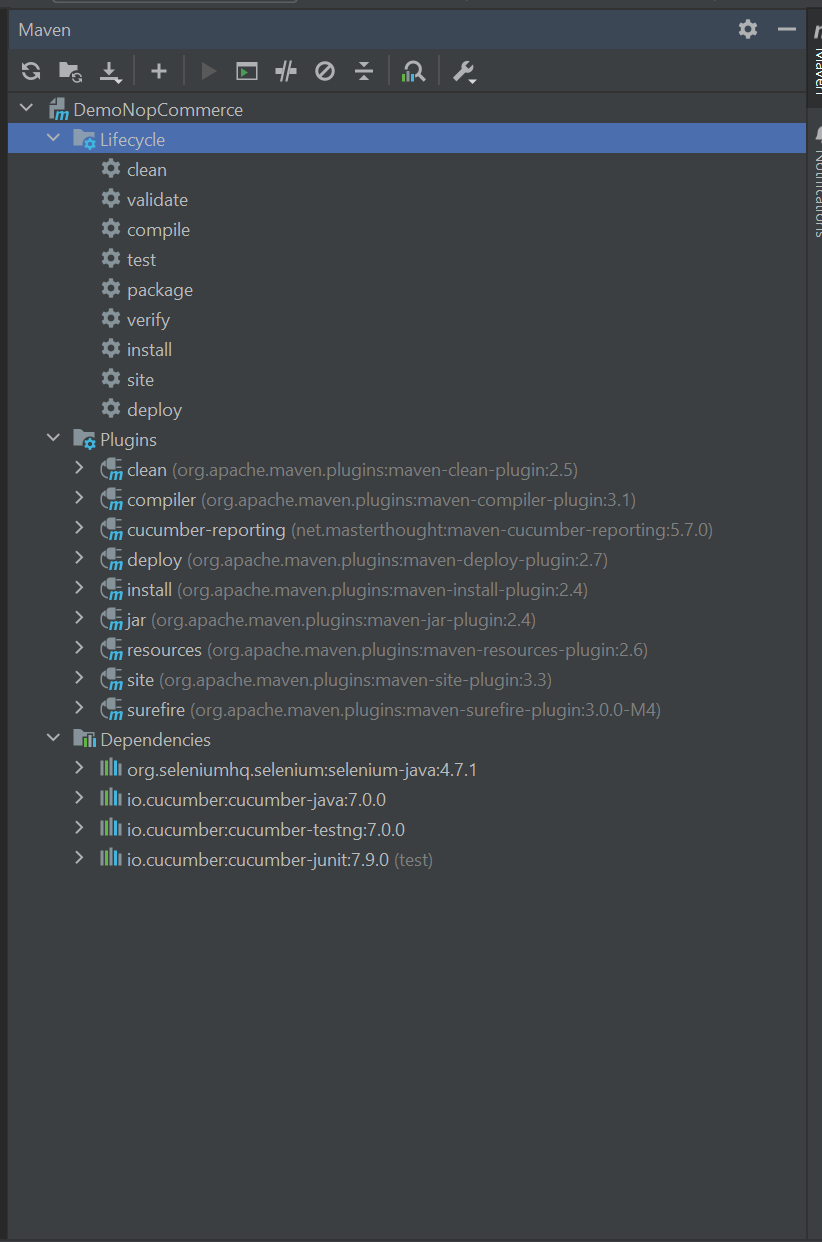 Maven
DemoNopCommerce
Lifecycle
clean
validate
compile
test
package
verify
install
site
deploy
Plugins
clean (org.apache.maven.plugins:maven-clean-plugin:2.5)
compiler (org.apache.maven.plugins:maven-compiler-plugin:3.1)
cucumber-reporting (net.masterthought:maven-cucumber-reporting:5.7.0)
deploy (org.apache.maven.plugins:maven-deploy-plugin:2.7)
install (org.apache.maven.plugins:maven-install-plugin:2.4)
jar (org.apache.maven.plugins:maven-jar-plugin:2.4)
resources (org.apache.maven.plugins:maven-resources-plugin:2.6)
site (org.apache.maven.plugins:maven-site-plugin:3.3)
surefire (org.apache.maven.plugins:maven-surefire-plugin:3.0.0-M4)
Dependencies
org.seleniumhq.selenium:selenium-java:4.7.1
io.cucumber:cucumber-java:7.0.0
io.cucumber:cucumber-testng:7.0.0
io.cucumber:cucumber-junit:7.9.0 (test)
Maven
Notifications